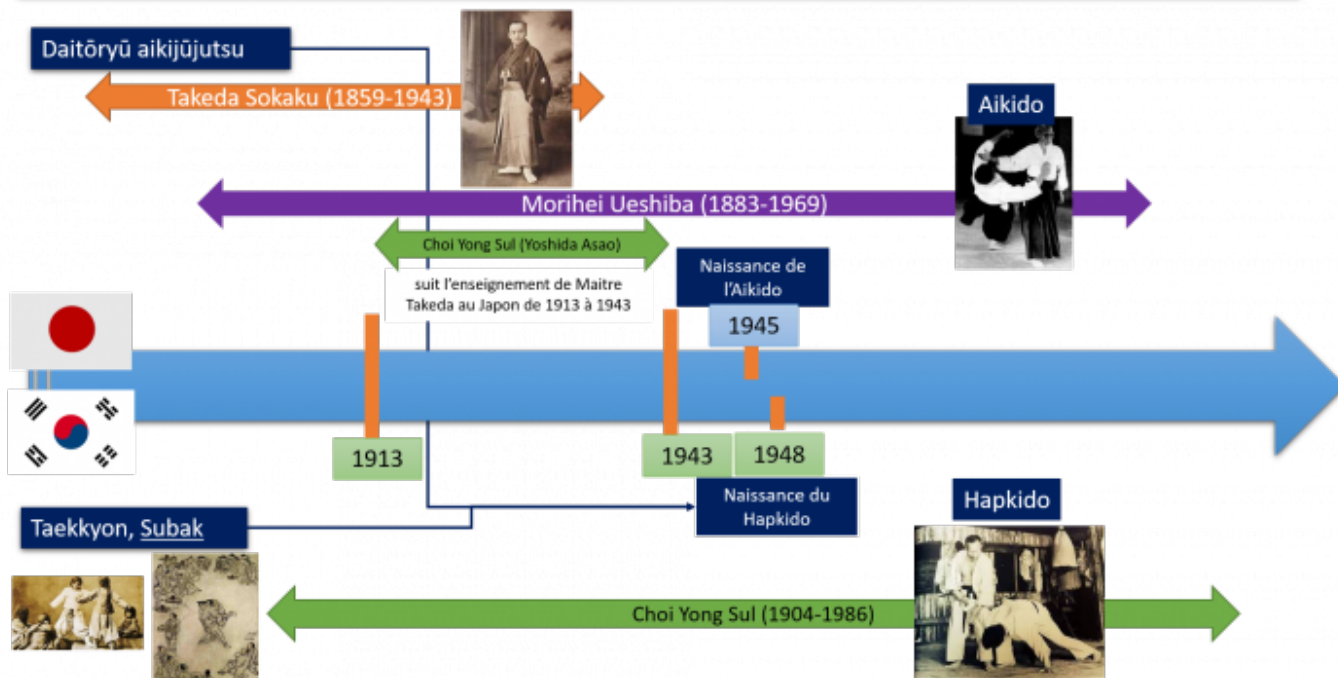 Daitōryū aikijūjutsu
Takeda Sokaku (1859-1943)
Aikido
Morihei Ueshiba (1883-1969)
Choi Yong Sul (Yoshida Asao)
suit l'enseignement de Maitre
Takeda au Japon de 1913 à 1943
Naissance de
l'Aikido
1945
1913
1943
1948
Naissance du
Hapkido
Taekkyon, Subak
Hapkido
Choi Yong Sul (1904-1986)